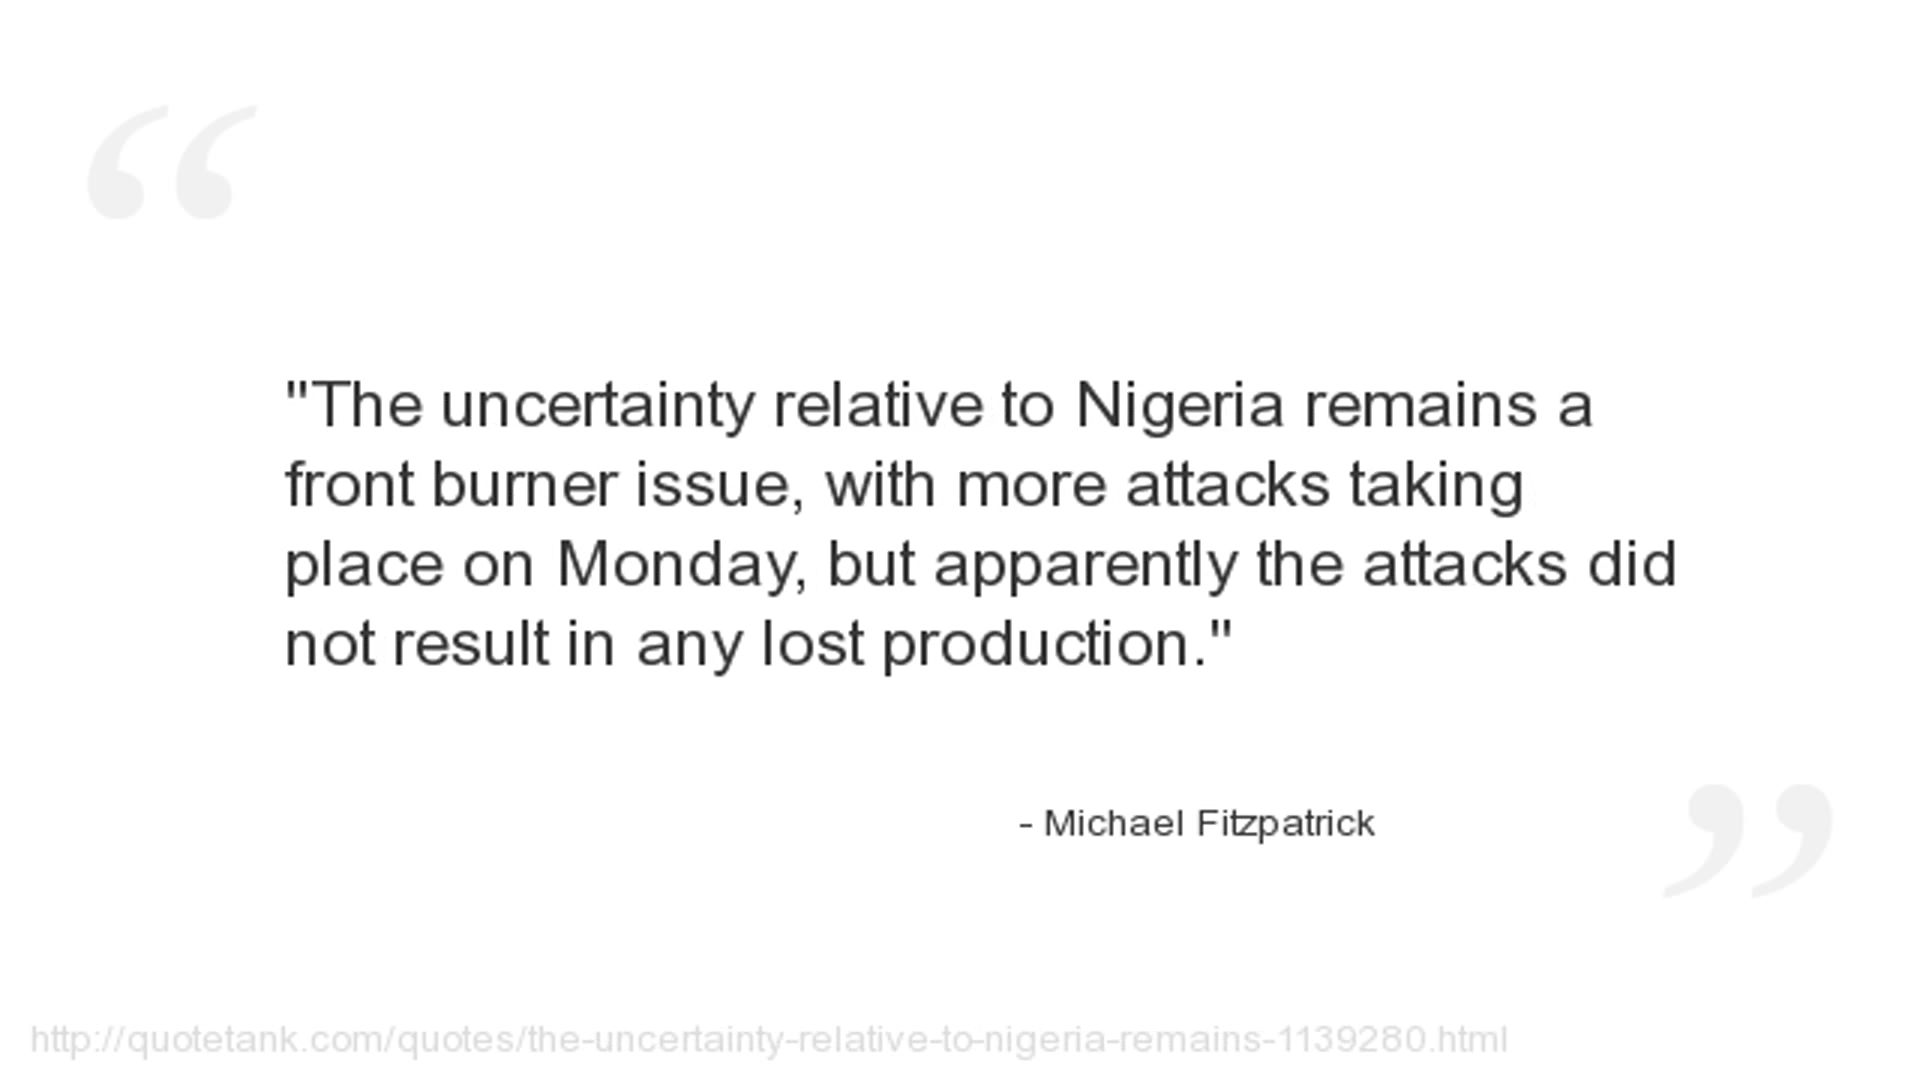 "The uncertainty relative to Nigeria remains a
front burner issue, with more attacks taking
place on Monday, but apparently the attacks did
not result in any lost production."
- Michael Fitzpatrick
http://quotetank.com/quotes/the-uncertainty-relative-to-nigeria-remains-1139280.html